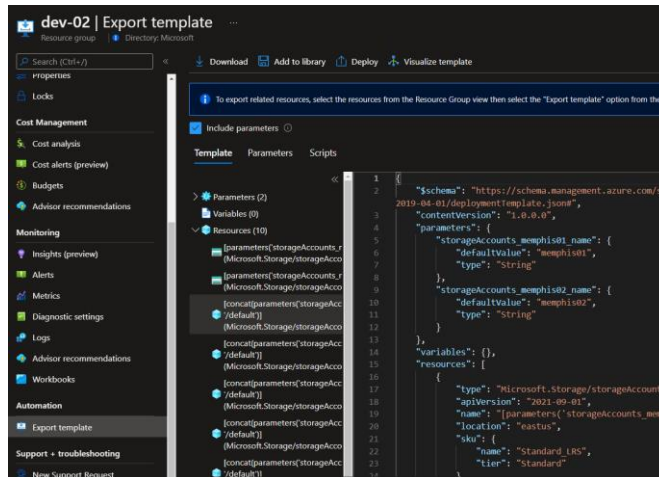 dev-02 | Export template ...
Resource group | Directory: Microsoft
Search (Ctrl+/) «
Properties
Locks
Cost Management
Cost analysis
Cost alerts (preview)
Budgets
Advisor recommendations
Monitoring
Insights (preview)
Alerts
Metrics
Diagnostic settings
Logs
Advisor recommendations
Workbooks
Automation
Export template
Support + troubleshooting
New Support Request
Download Add to library Deploy Visualize template
To export related resources, select the resources from the Resource Group view then select the "Export template" option from the
Include parameters
Template Parameters Scripts
«
Parameters (2)
Variables (0)
Resources (10)
[parameters('storageAccounts_r
(Microsoft.Storage/storageAcco
[parameters('storageAccounts_r
(Microsoft.Storage/storageAcco
[concat(parameters('storageAcc
'/default')]
(Microsoft.Storage/storageAcco
[concat(parameters('storageAcc
'/default')]
(Microsoft.Storage/storageAcco
[concat(parameters('storageAcc
'/default')]
(Microsoft.Storage/storageAcco
[concat(parameters('storageAcc
'/default')]
(Microsoft.Storage/storageAcco
[concat(parameters('storageAcc
'/default')]
1 {
2 "$schema": "https://schema.management.azure.com/s
2019-04-01/deploymentTemplate.json#",
3 "contentVersion": "1.0.0.0",
4 "parameters": {
5 "storageAccounts_memphis01_name": {
6 "defaultValue": "memphis01",
7 "type": "String"
8 },
9 "storageAccounts_memphis02_name": {
10 "defaultValue": "memphis02",
11 "type": "String"
12 }
13 },
14 "variables": {},
15 "resources": [
16 {
17 "type": "Microsoft.Storage/storageAccount
18 "apiVersion": "2021-09-01",
19 "name": "[parameters('storageAccounts_mem
20 "location": "eastus",
21 "sku": {
22 "name": "Standard_LRS",
23 "tier": "Standard"
24 }